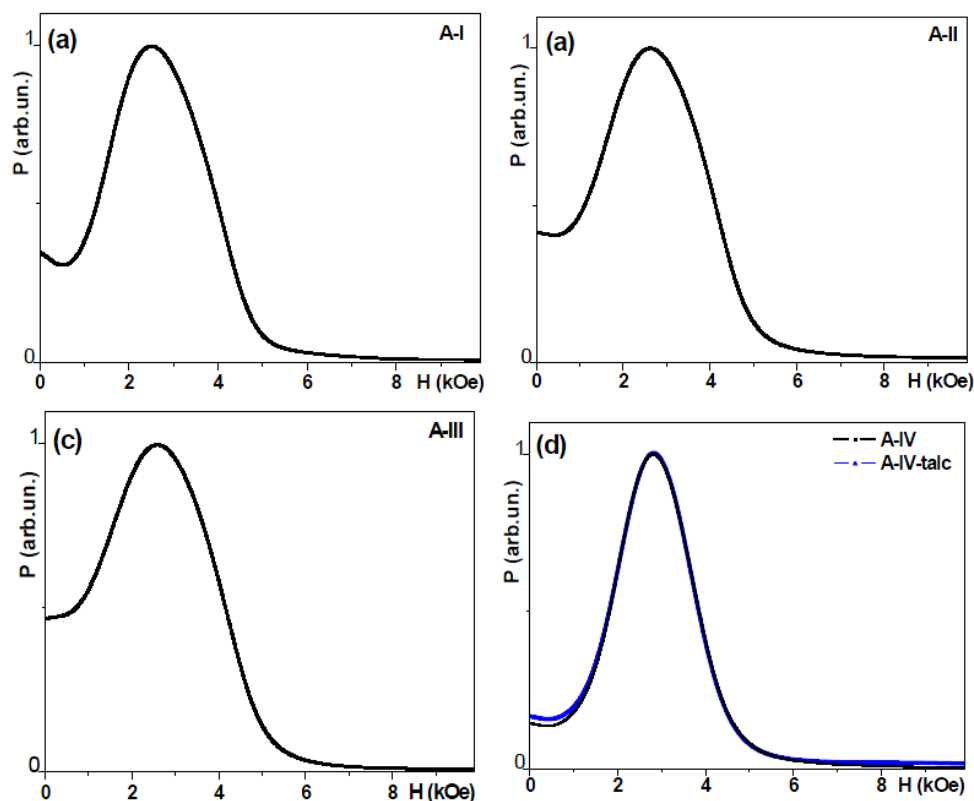 (a)
A-I
1
P (arb.un.)
0
0 2 4 6 8 H (kOe)
(a)
A-II
1
P (arb.un.)
0
0 2 4 6 8 H (kOe)
(c)
A-III
1
P (arb.un.)
0
0 2 4 6 8 H (kOe)
(d)
A-IV
A-IV-talc
1
P (arb.un.)
0
0 2 4 6 8 H (kOe)